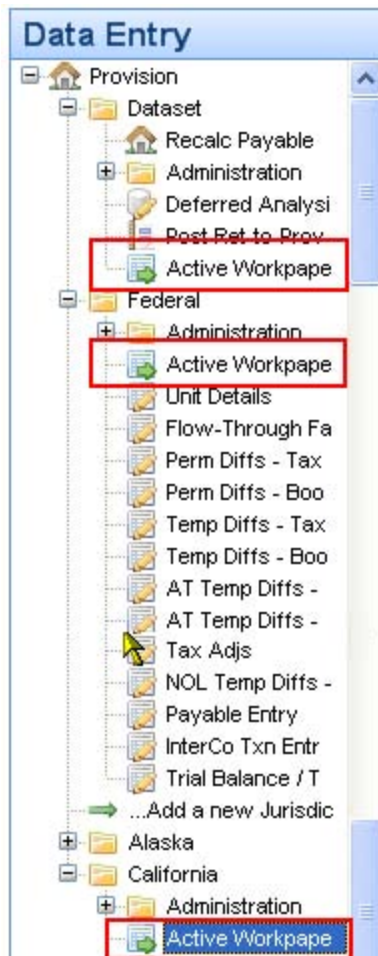 Data Entry
Provision
Dataset
Recalc Payable
Administration
Deferred Analysi
Post Ret to Prov
Active Workpape
Federal
Administration
Active Workpape
Unit Details
Flow-Through Fa
Perm Diffs - Tax
Perm Diffs - Boo
Temp Diffs - Tax
Temp Diffs - Boo
AT Temp Diffs -
AT Temp Diffs -
Tax Adjs
NOL Temp Diffs -
Payable Entry
InterCo Txn Entr
Trial Balance / T
...Add a new Jurisdic
Alaska
California
Administration
Active Workpape